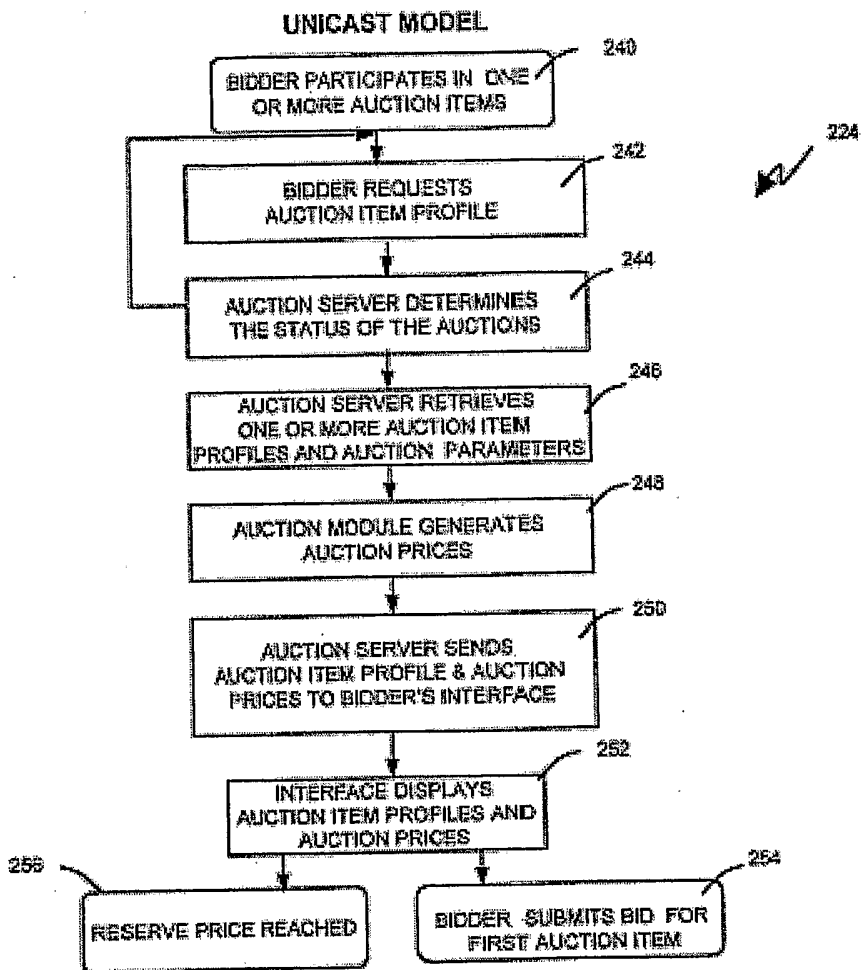 UNICAST MODEL
240
BIDDER PARTICIPATES IN ONE
OR MORE AUCTION ITEMS
224
242
BIDDER REQUESTS
AUCTION ITEM PROFILE
244
AUCTION SERVER DETERMINES
THE STATUS OF THE AUCTIONS
246
AUCTION SERVER RETRIEVES
ONE OR MORE AUCTION ITEM
PROFILES AND AUCTION PARAMETERS
248
AUCTION MODULE GENERATES
AUCTION PRICES
250
AUCTION SERVER SENDS
AUCTION ITEM PROFILE & AUCTION
PRICES TO BIDDER'S INTERFACE
252
INTERFACE DISPLAYS
AUCTION ITEM PROFILES AND
AUCTION PRICES
256
RESERVE PRICE REACHED
254
BIDDER SUBMITS BID FOR
FIRST AUCTION ITEM